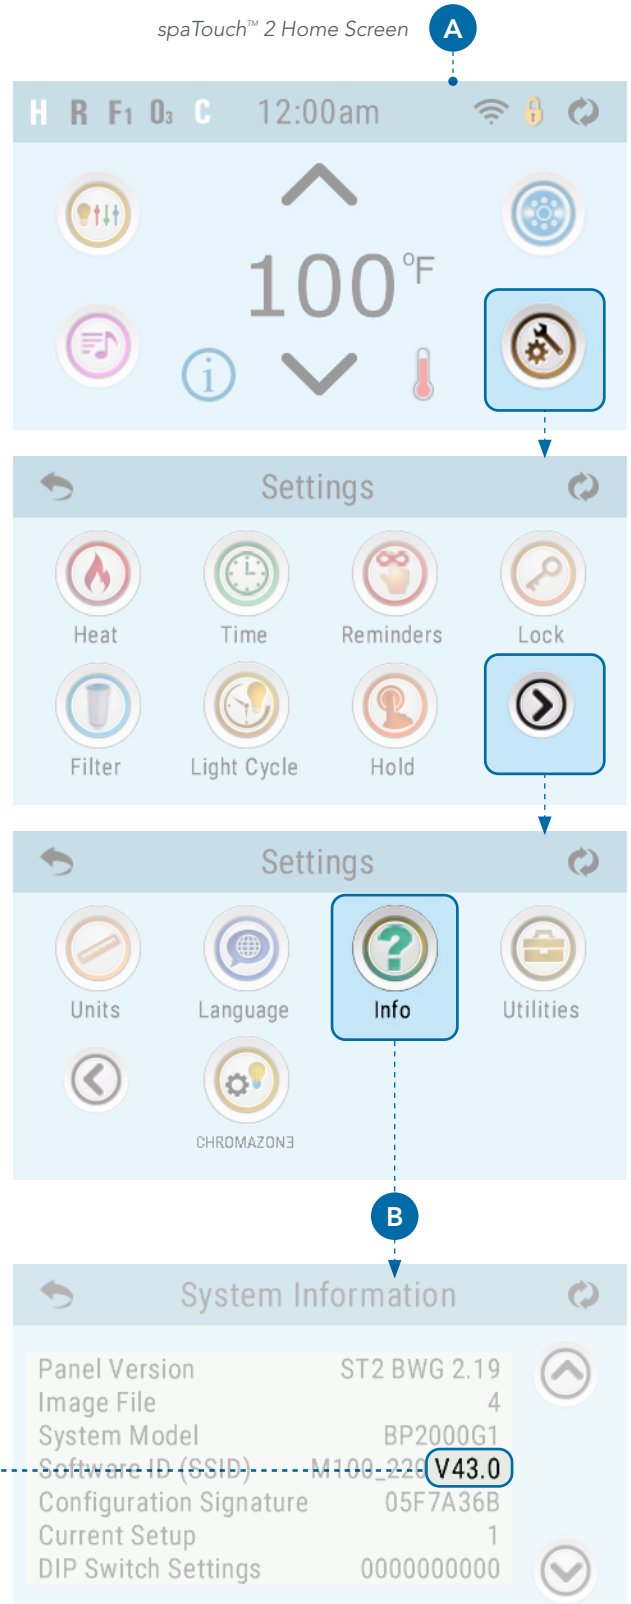 spaTouch™ 2 Home Screen A
H R F1 O3 C 12:00am
100°F
i
Settings
Heat Time Reminders Lock
Filter Light Cycle Hold
Settings
Units Language Info Utilities
?
CHROMAZONE
B
System Information
Panel Version ST2 BWG 2.19
Image File 4
System Model BP2000G1
Software ID (SSID) M100_220 V43.0
Configuration Signature 05F7A36B
Current Setup 1
DIP Switch Settings 0000000000